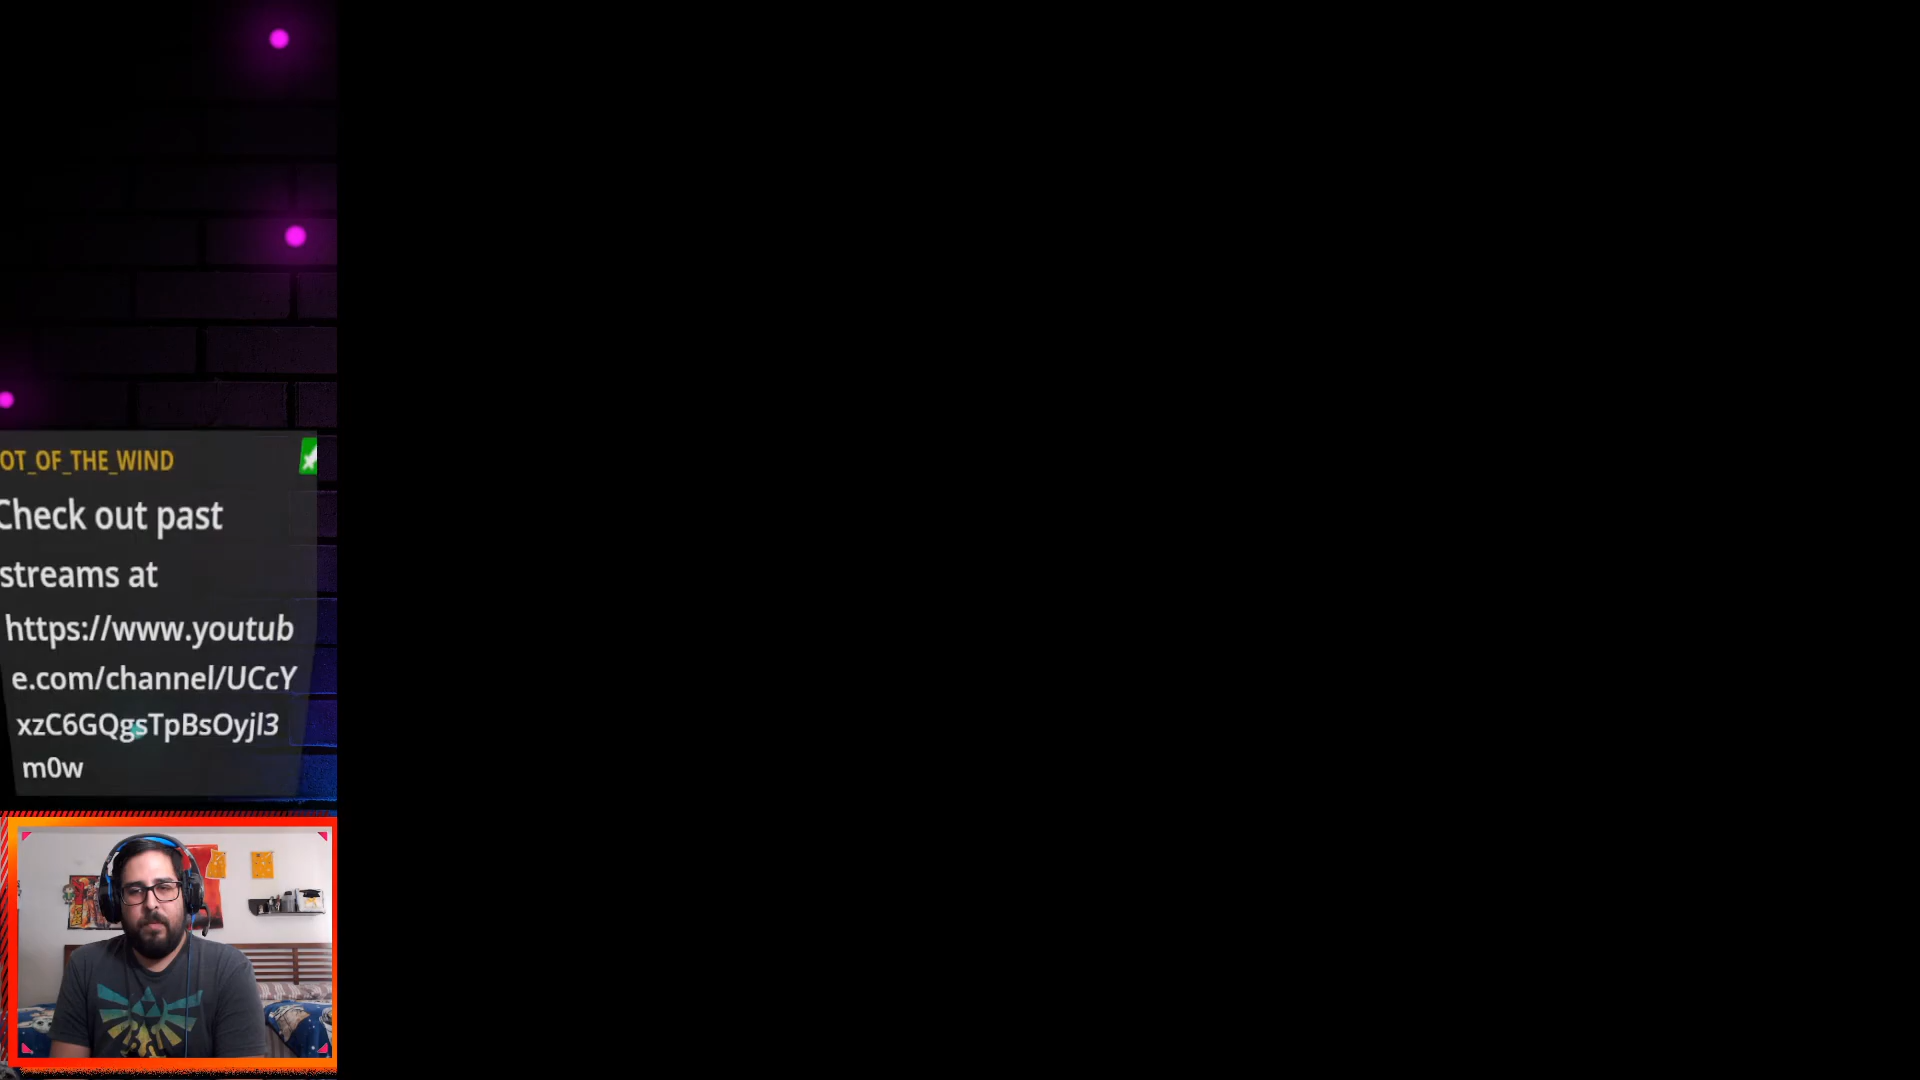 OT_OF_THE_WIND
Check out past
streams at
https://www.youtub
e.com/channel/UCcY
xzC6GQgsTpBsOyjl3
m0w